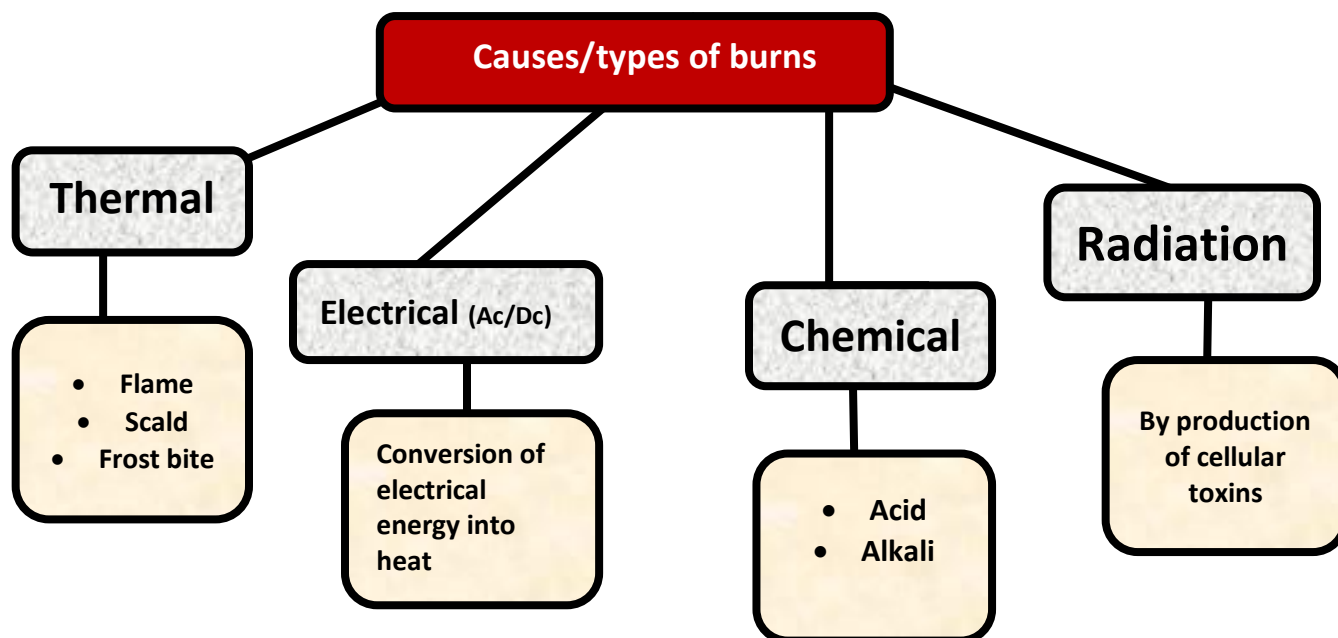 Causes/types of burns
Thermal
• Flame
• Scald
• Frost bite
Electrical (Ac/Dc)
Conversion of
electrical
energy into
heat
Chemical
• Acid
• Alkali
Radiation
By production
of cellular
toxins